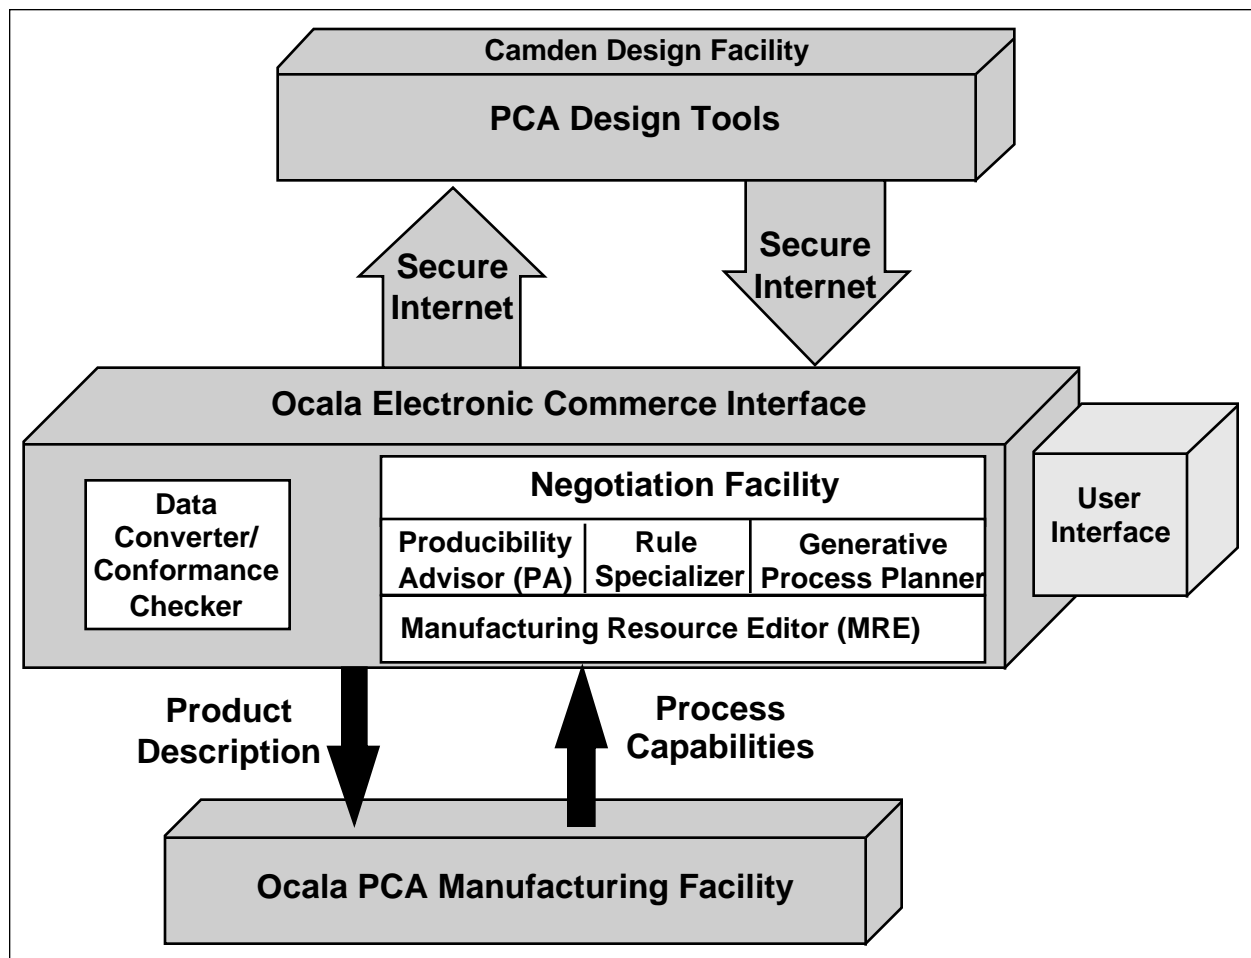 Camden Design Facility
PCA Design Tools
Secure
Internet
Secure
Internet
Ocala Electronic Commerce Interface
Data
Converter/
Conformance
Checker
Negotiation Facility
Producibility
Advisor (PA)
Rule
Specializer
Generative
Process Planner
Manufacturing Resource Editor (MRE)
User
Interface
Product
Description
Process
Capabilities
Ocala PCA Manufacturing Facility